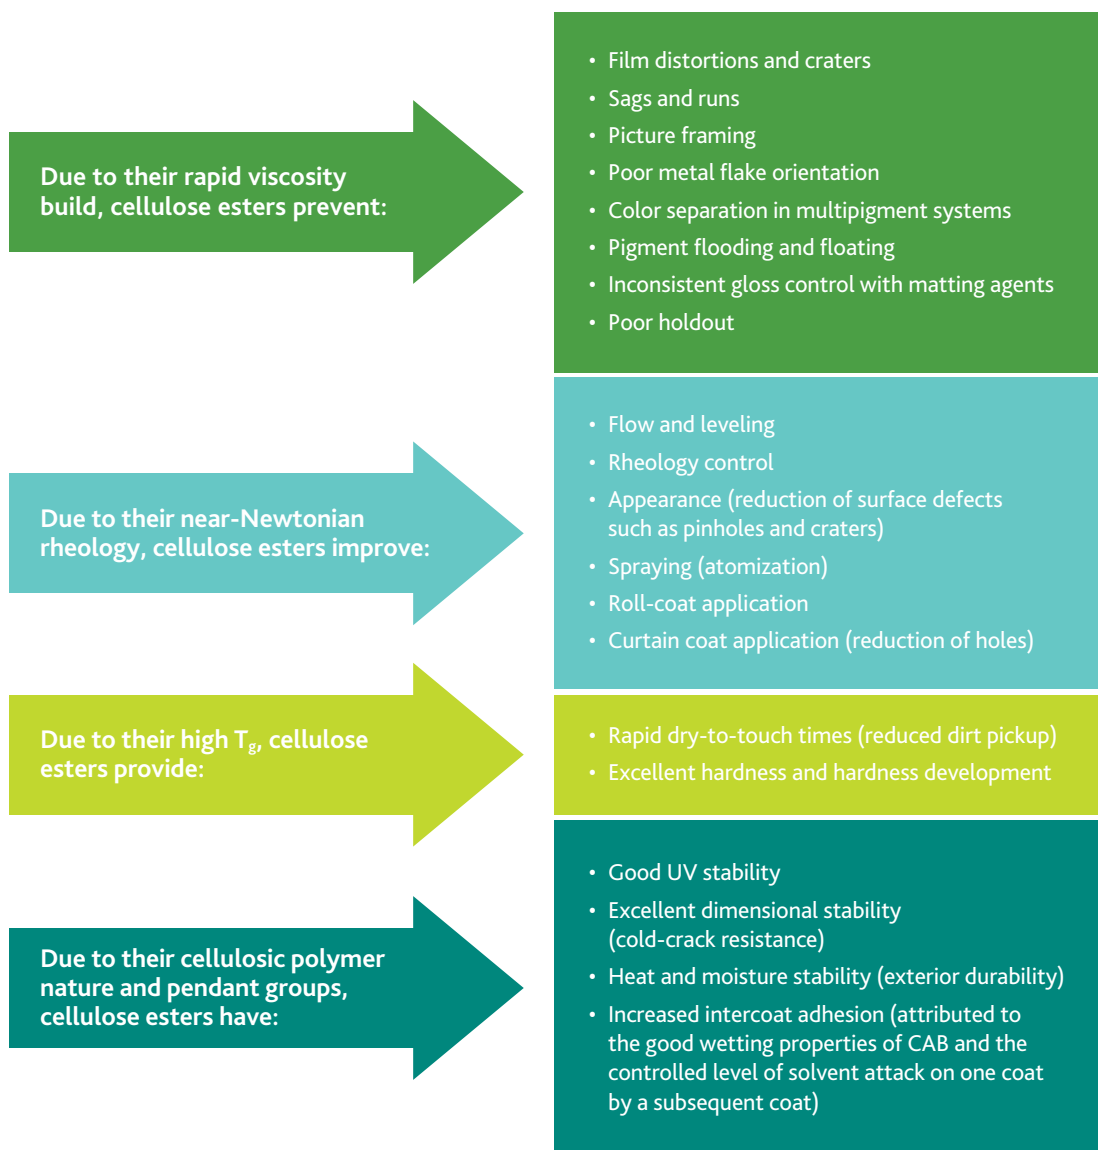 Due to their rapid viscosity
build, cellulose esters prevent:
• Film distortions and craters
• Sags and runs
• Picture framing
• Poor metal flake orientation
• Color separation in multipigment systems
• Pigment flooding and floating
• Inconsistent gloss control with matting agents
• Poor holdout
Due to their near-Newtonian
rheology, cellulose esters improve:
• Flow and leveling
• Rheology control
• Appearance (reduction of surface defects
such as pinholes and craters)
• Spraying (atomization)
• Roll-coat application
• Curtain coat application (reduction of holes)
Due to their high Tg, cellulose
esters provide:
• Rapid dry-to-touch times (reduced dirt pickup)
• Excellent hardness and hardness development
Due to their cellulosic polymer
nature and pendant groups,
cellulose esters have:
• Good UV stability
• Excellent dimensional stability
(cold-crack resistance)
• Heat and moisture stability (exterior durability)
• Increased intercoat adhesion (attributed to
the good wetting properties of CAB and the
controlled level of solvent attack on one coat
by a subsequent coat)